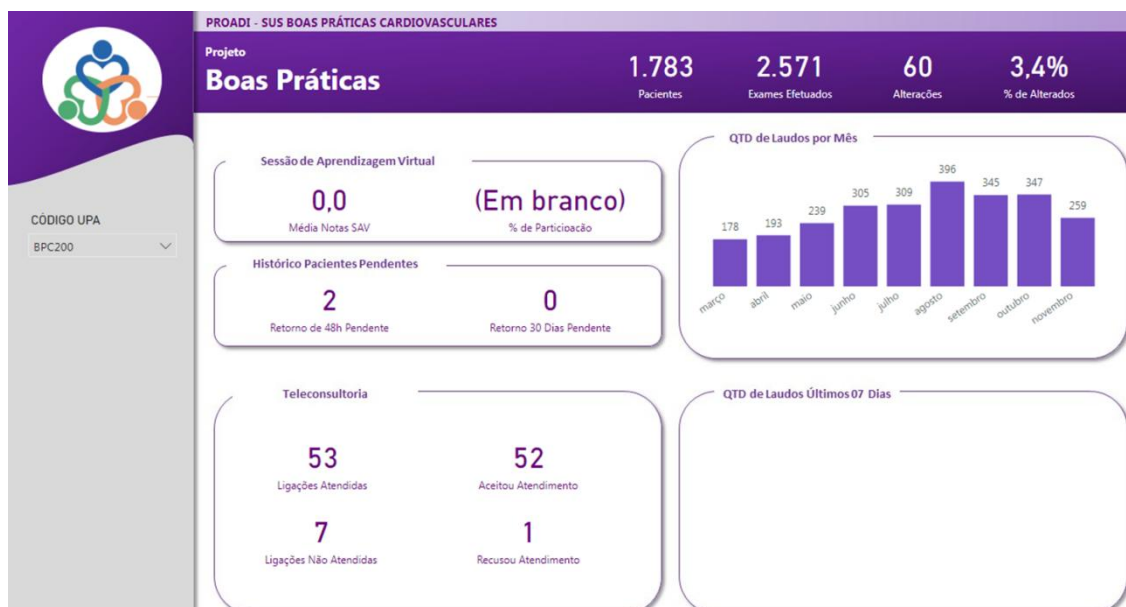 PROADI - SUS BOAS PRÁTICAS CARDIOVASCULARES
Projeto
Boas Práticas
1.783
Pacientes
2.571
Exames Efetuados
60
Alterações
3,4%
% de Alterados
CÓDIGO UPA
BPC200
Sessão de Aprendizagem Virtual
0,0
Média Notas SAV
(Em branco)
% de Participação
Histórico Pacientes Pendentes
2
Retorno de 48h Pendente
0
Retorno 30 Dias Pendente
QTD de Laudos por Mês
178
193
239
305
309
396
345
347
259
março
abril
maio
junho
julho
agosto
setembro
outubro
novembro
Teleconsultoria
53
Ligações Atendidas
52
Aceitou Atendimento
7
Ligações Não Atendidas
1
Recusou Atendimento
QTD de Laudos Últimos 07 Dias